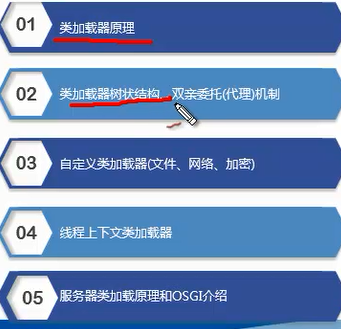 01
类加载器原理
02
类加载器树状结构、双亲委托(代理)机制
03
自定义类加载器(文件、网络、加密)
04
线程上下文类加载器
05
服务器类加载原理和OSGI介绍